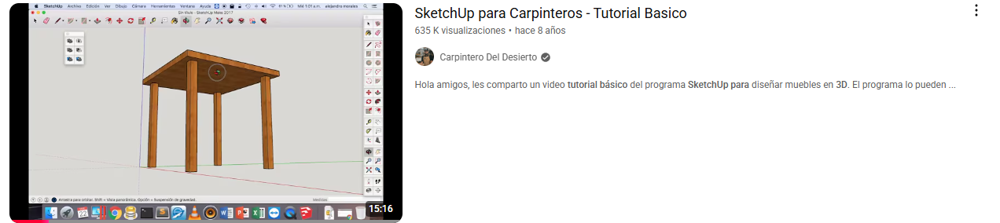 SketchUp Archivo Edición Ver Dibujo Cámara Herramientas Ventana Ayuda Mié 1:01 a.m. alejandro morales
Sin título - SketchUp Make 2017
Arrastra para orbitar. Shift = Vista panorámica. Opción = Suspensión de gravedad. Medidas
15:16
SketchUp para Carpinteros - Tutorial Basico
635 K visualizaciones • hace 8 años
Carpintero Del Desierto
Hola amigos, les comparto un video tutorial básico del programa SketchUp para diseñar muebles en 3D. El programa lo pueden ...